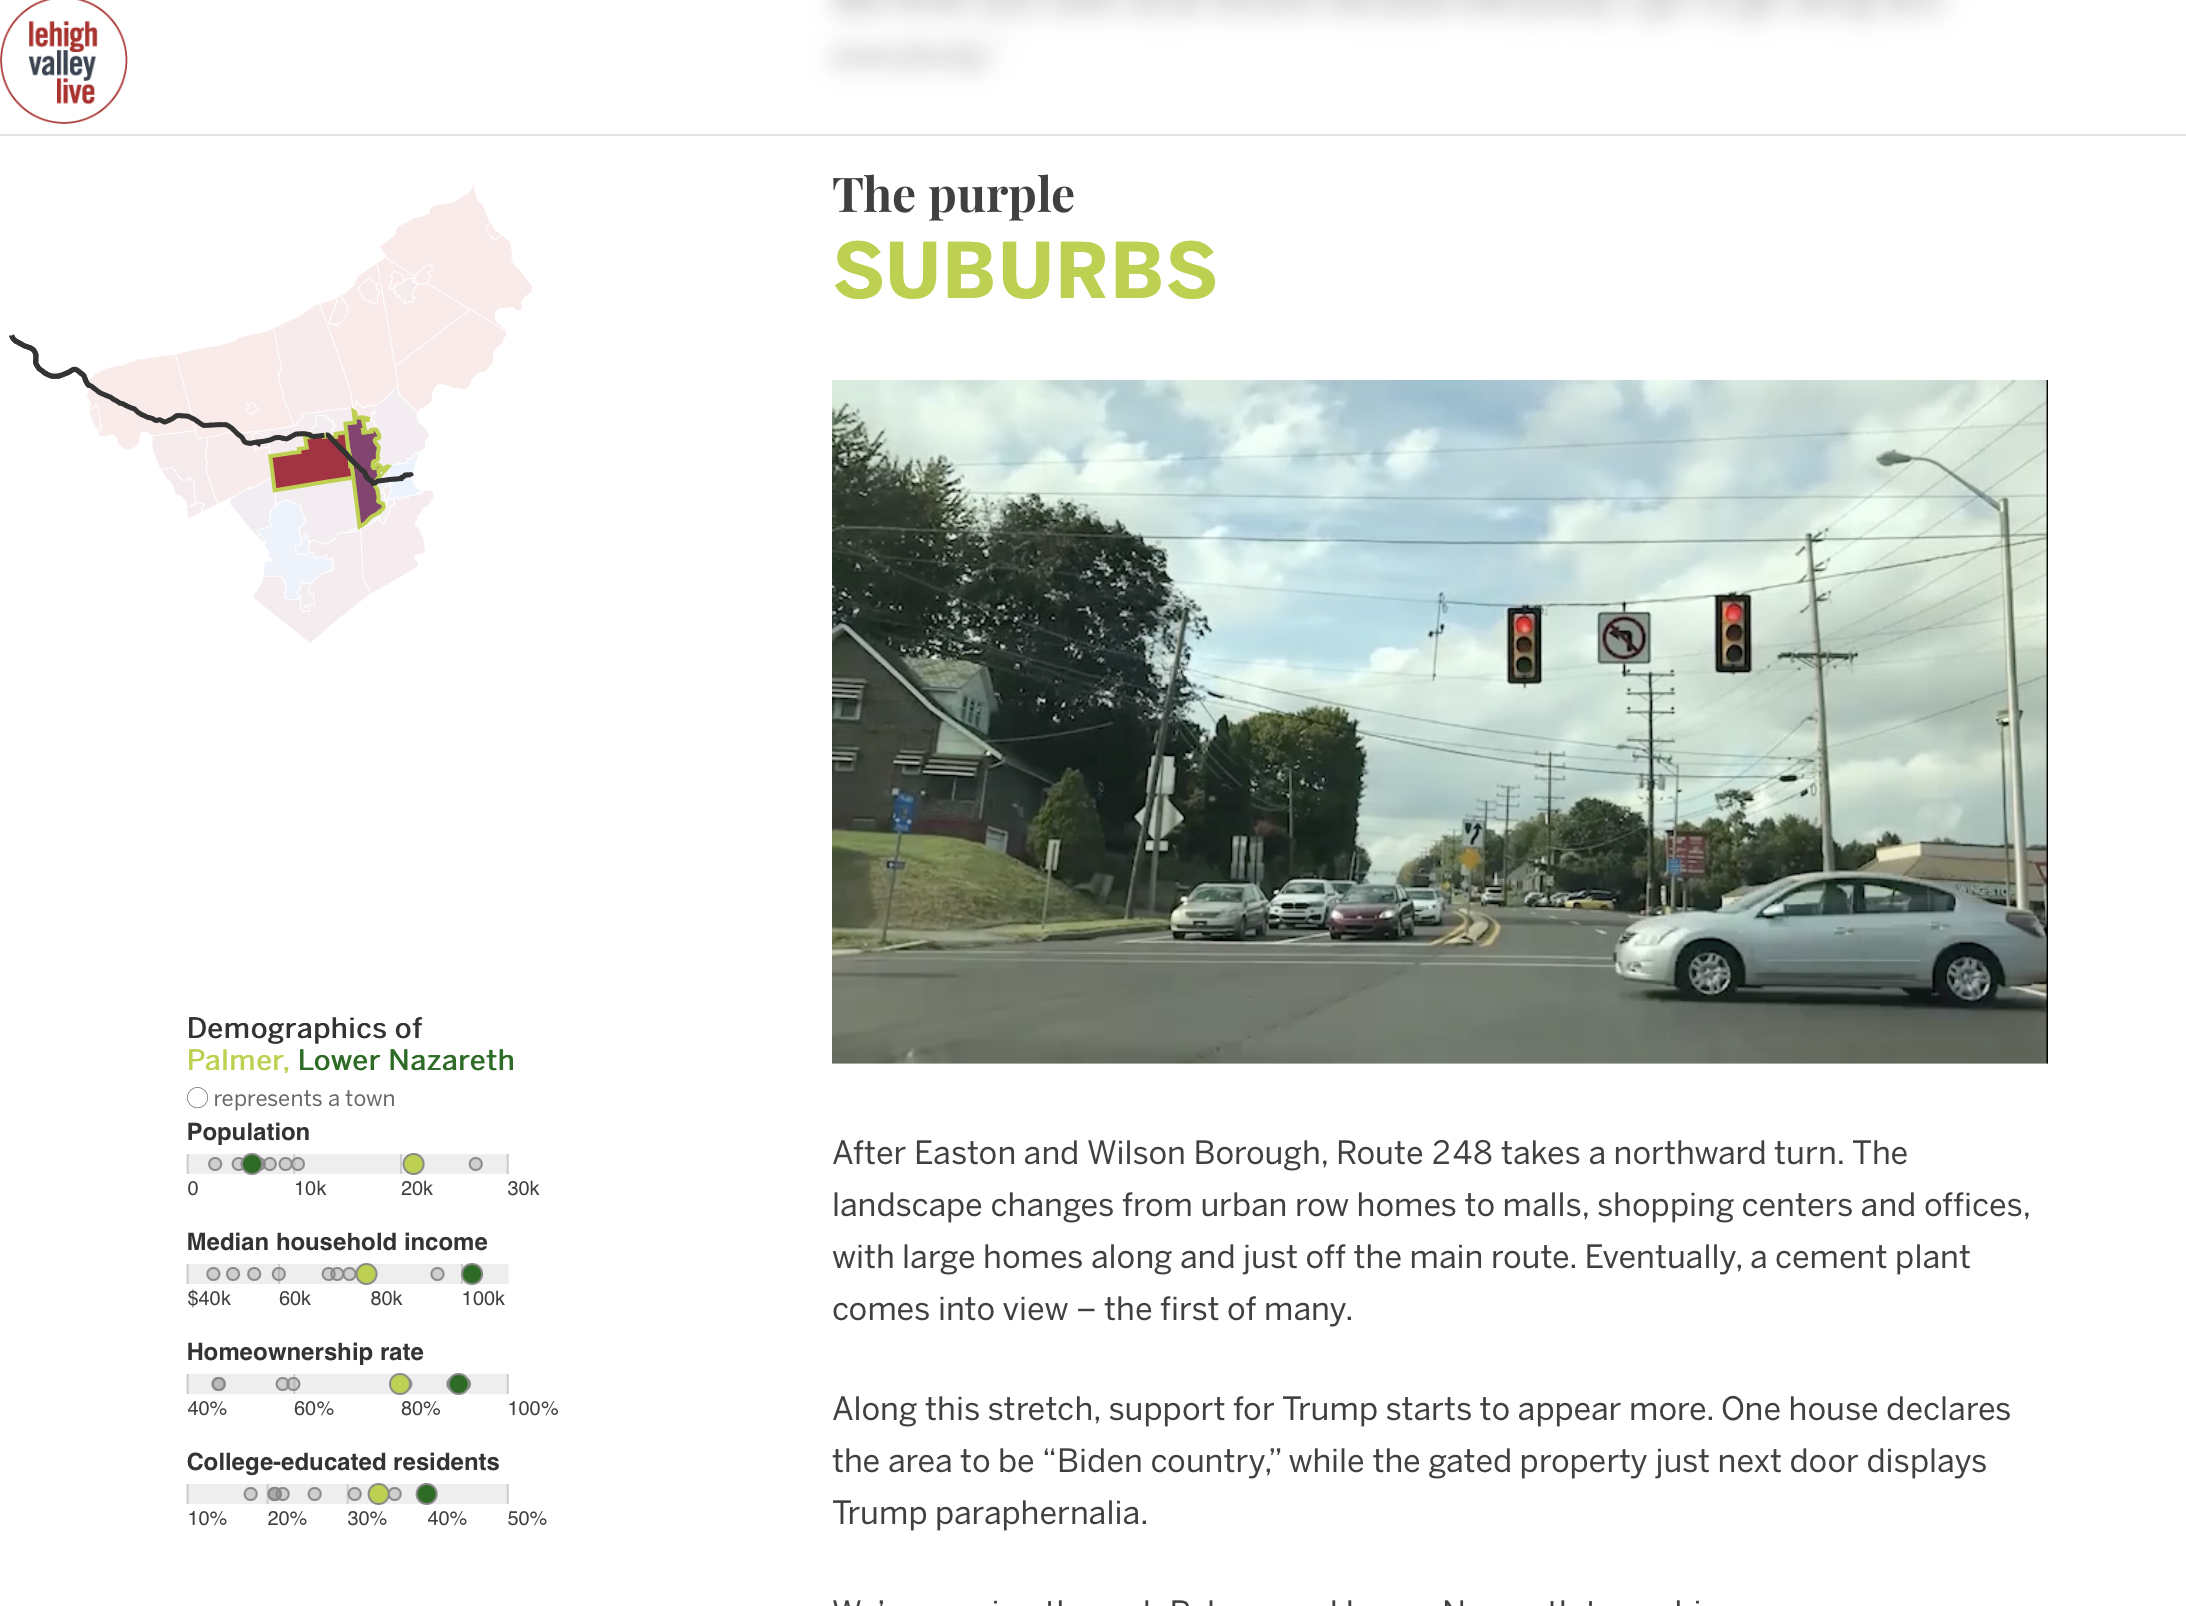 lehigh
valley
live
The purple
SUBURBS
Demographics of
Palmer, Lower Nazareth
represents a town
Population
0 10k 20k 30k
Median household income
$40k 60k 80k 100k
Homeownership rate
40% 60% 80% 100%
College-educated residents
10% 20% 30% 40% 50%
After Easton and Wilson Borough, Route 248 takes a northward turn. The
landscape changes from urban row homes to malls, shopping centers and offices,
with large homes along and just off the main route. Eventually, a cement plant
comes into view – the first of many.
Along this stretch, support for Trump starts to appear more. One house declares
the area to be “Biden country,” while the gated property just next door displays
Trump paraphernalia.